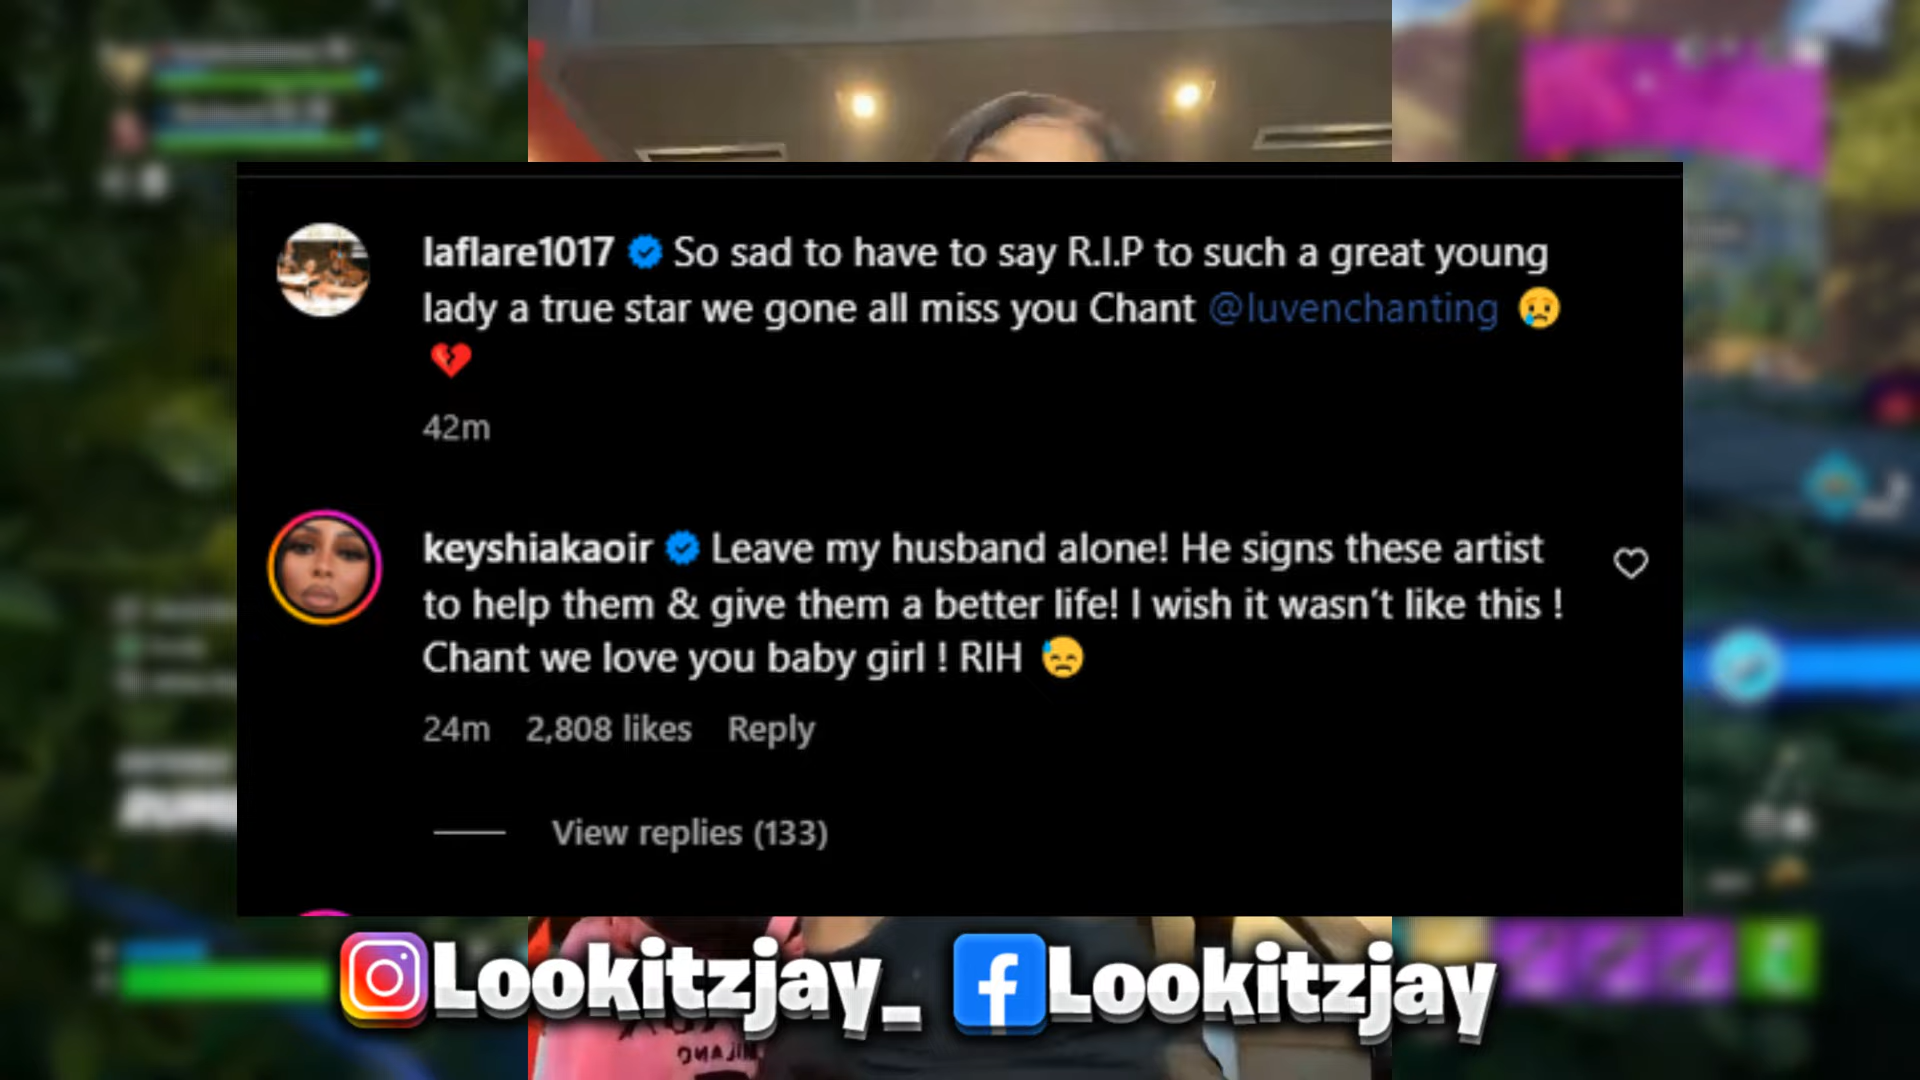 laflare1017 So sad to have to say R.I.P to such a great young
lady a true star we gone all miss you Chant @luvenchanting 😢
💔
42m
keyshiakaoir Leave my husband alone! He signs these artist
to help them & give them a better life! I wish it wasn't like this !
Chant we love you baby girl ! RIH 😓
24m 2,808 likes Reply
View replies (133)
Lookitzjay_ Lookitzjay